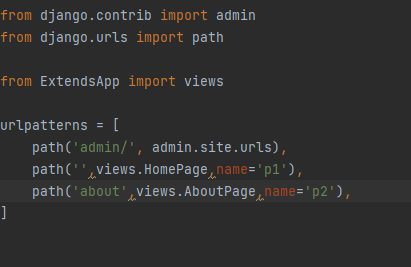 from django.contrib import admin
from django.urls import path

from ExtendsApp import views

urlpatterns = [
    path('admin/', admin.site.urls),
    path('',views.HomePage,name='p1'),
    path('about',views.AboutPage,name='p2'),
]